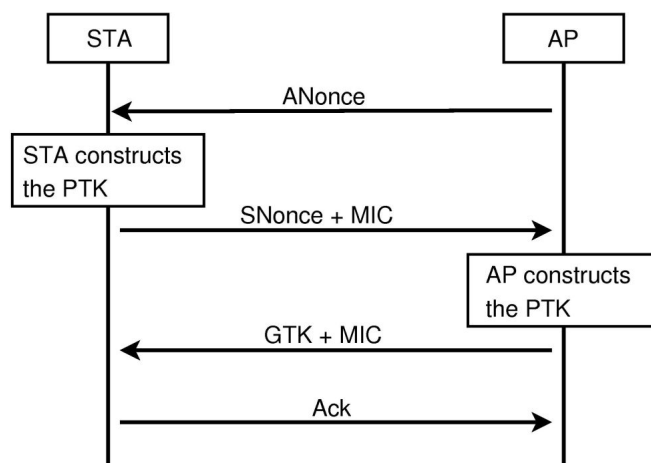 STA
AP
ANonce
STA constructs
the PTK
SNonce + MIC
AP constructs
the PTK
GTK + MIC
Ack